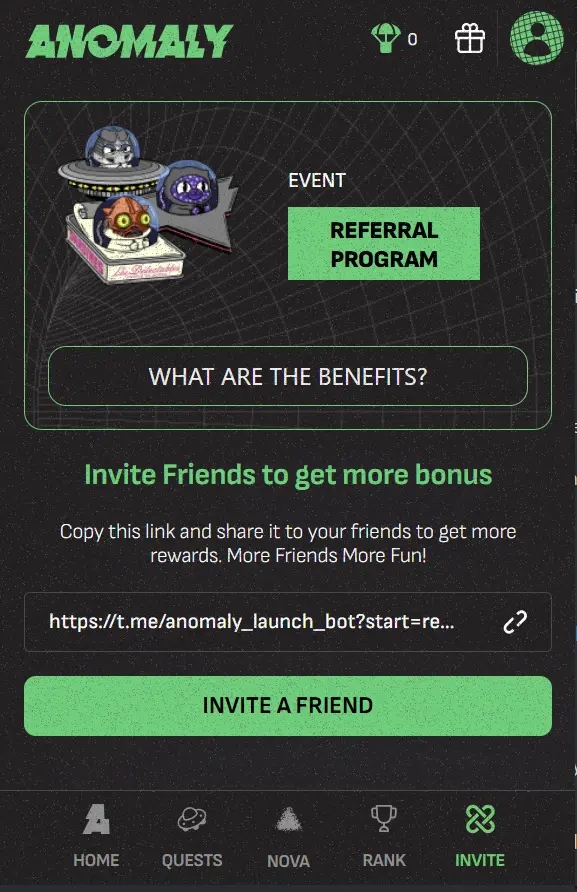 ANOMALY
0
EVENT
REFERRAL
PROGRAM
WHAT ARE THE BENEFITS?
Invite Friends to get more bonus
Copy this link and share it to your friends to get more
rewards. More Friends More Fun!
https://t.me/anomaly_launch_bot?start=re...
INVITE A FRIEND
HOME
QUESTS
NOVA
RANK
INVITE